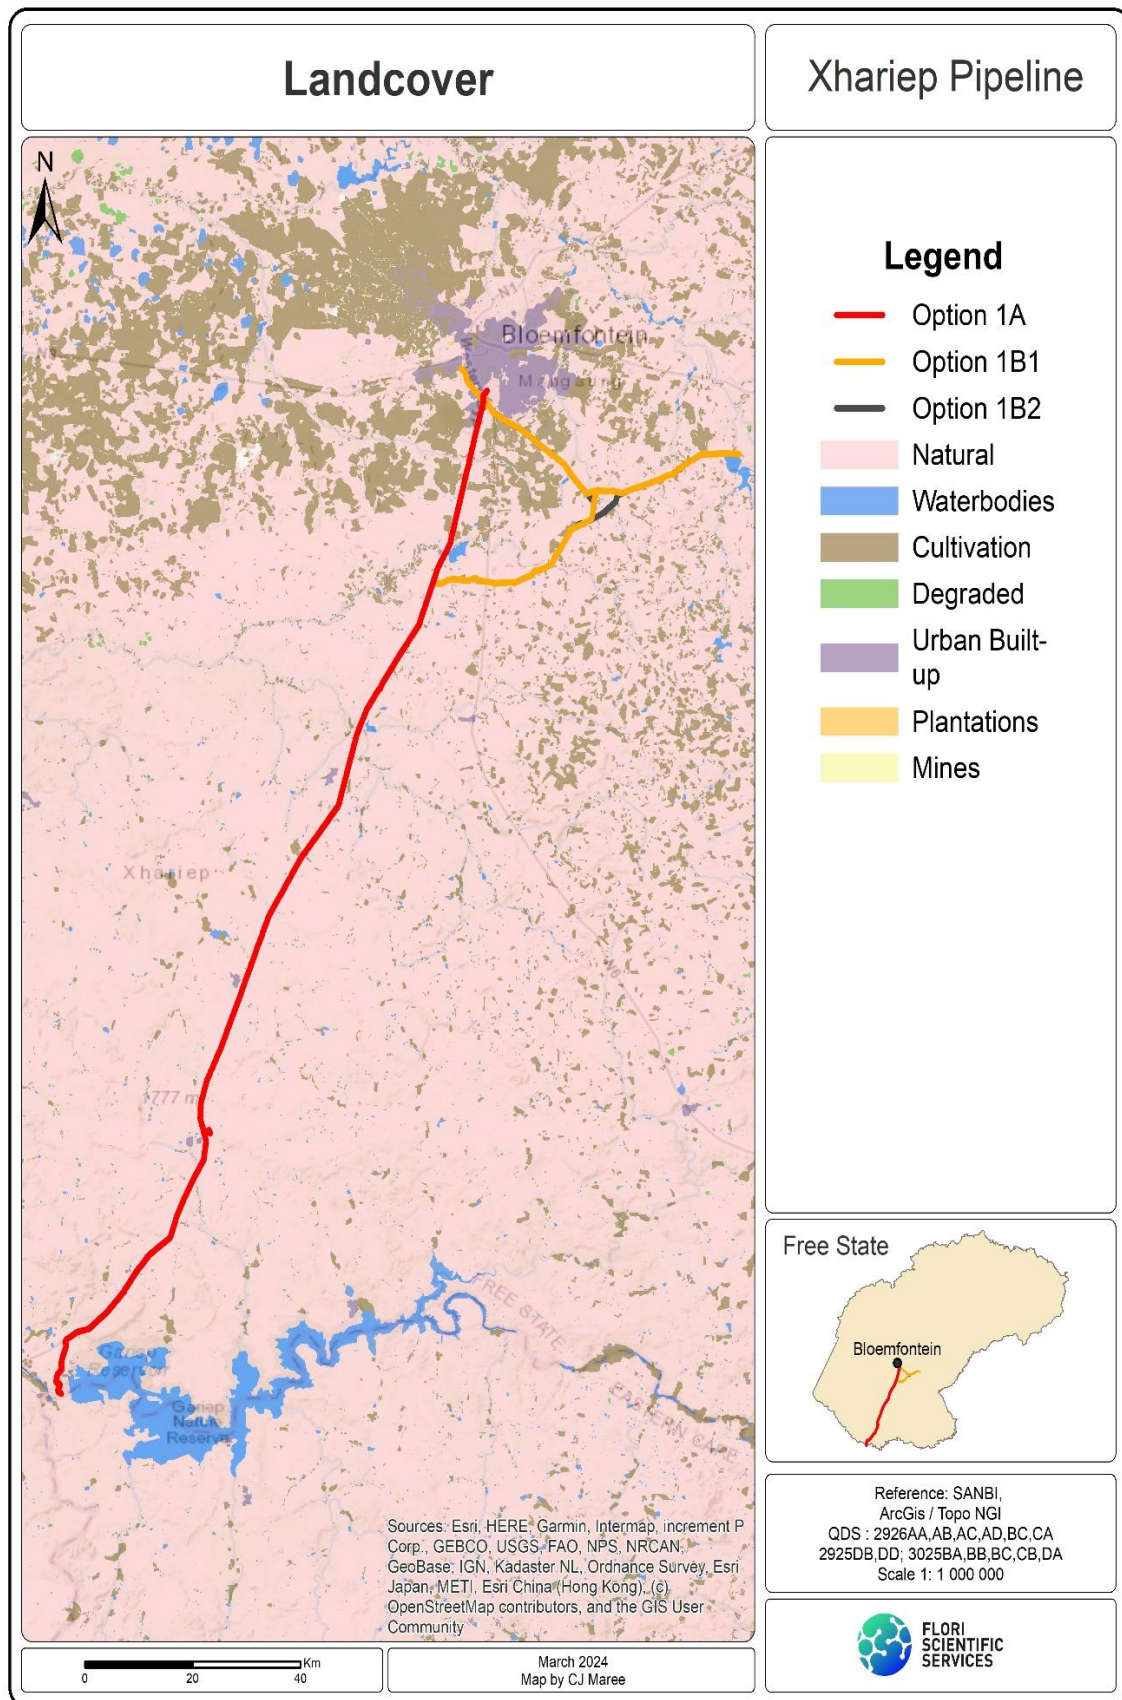 Landcover
Xhariep Pipeline
N
N1
Bloemfontein
Mangaung
Xhariep
N6
1777 m
Gariep
Reservoir
Gariep
Nature
Reserve
FREE STATE
EASTERN CAPE
Sources: Esri, HERE, Garmin, Intermap, increment P
Corp., GEBCO, USGS, FAO, NPS, NRCAN,
GeoBase, IGN, Kadaster NL, Ordnance Survey, Esri
Japan, METI, Esri China (Hong Kong), (c)
OpenStreetMap contributors, and the GIS User
Community
Legend
Option 1A
Option 1B1
Option 1B2
Natural
Waterbodies
Cultivation
Degraded
Urban Built-
up
Plantations
Mines
Free State
Bloemfontein
Reference: SANBI,
ArcGis / Topo NGI
QDS : 2926AA,AB,AC,AD,BC,CA
2925DB,DD; 3025BA,BB,BC,CB,DA
Scale 1: 1 000 000
Km
0 20 40
March 2024
Map by CJ Maree
FLORI
SCIENTIFIC
SERVICES